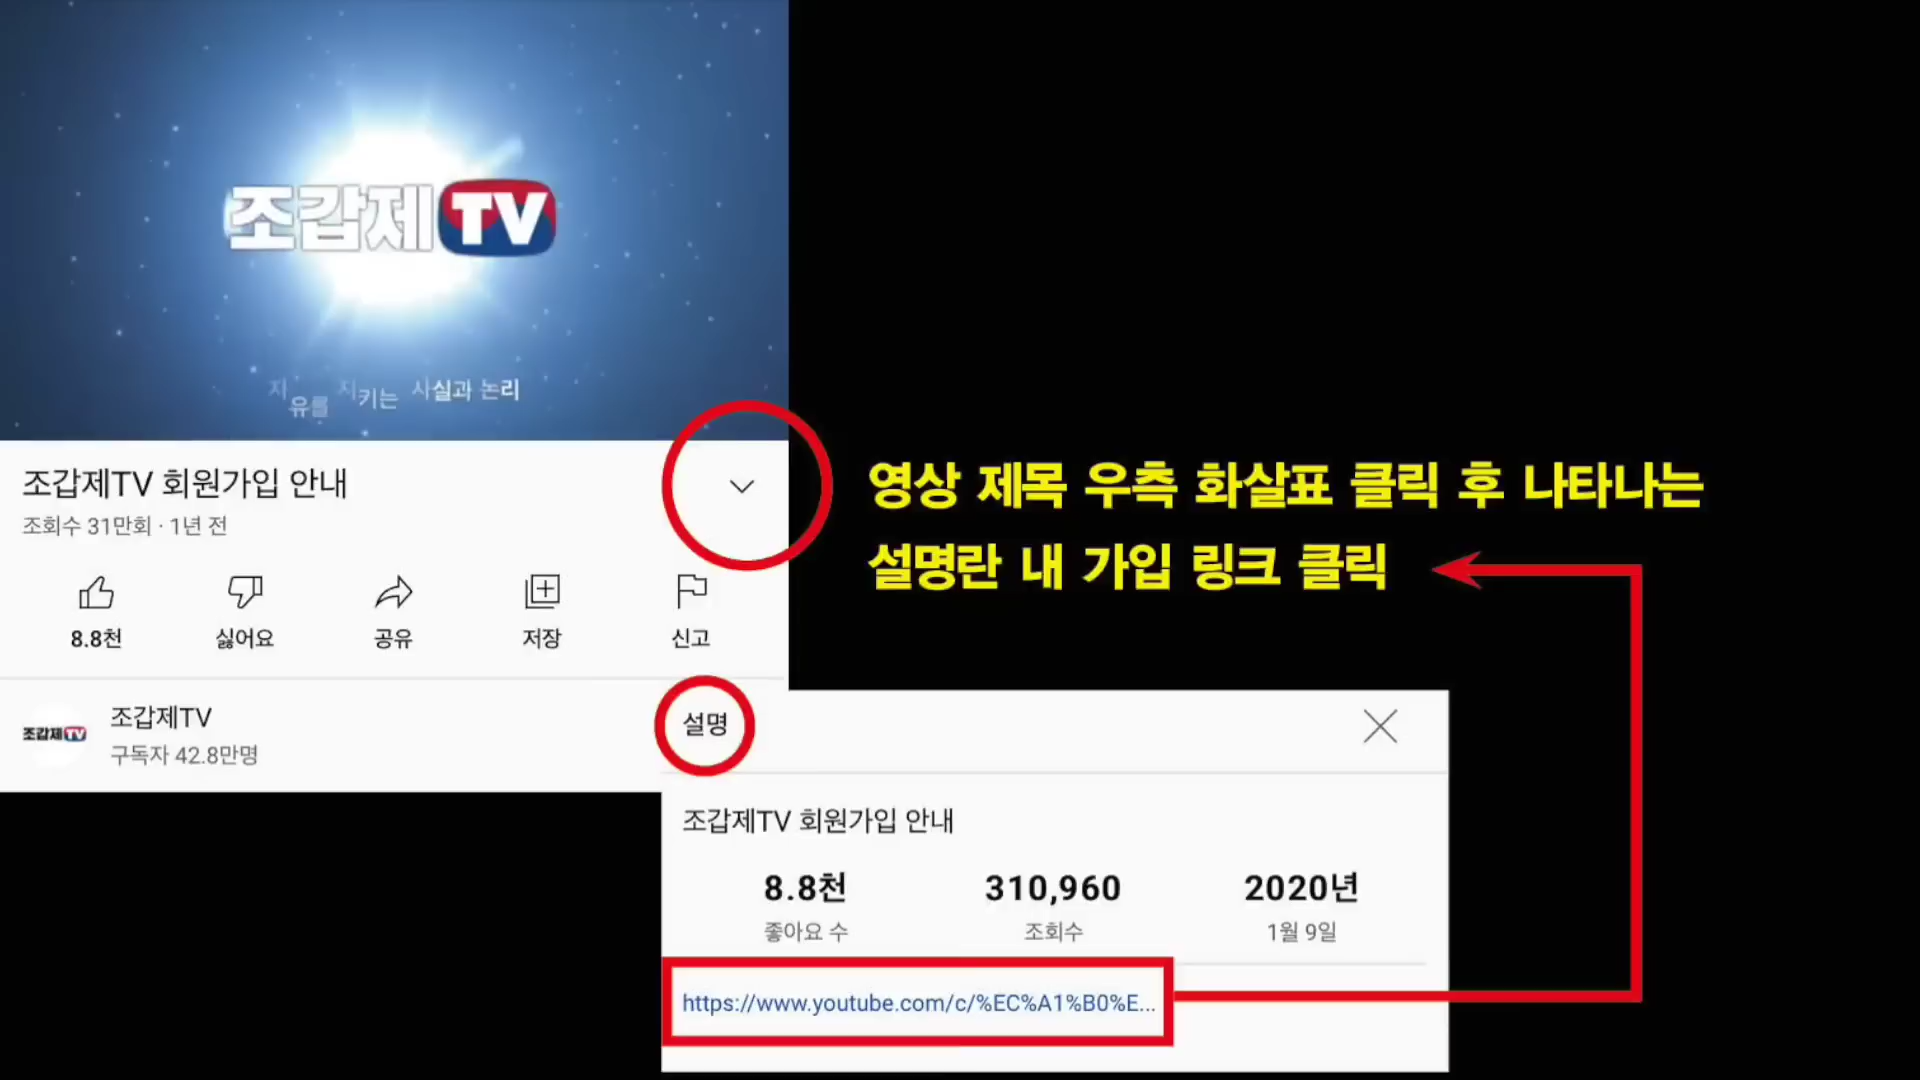 조갑제TV
자유를 지키는 사실과 논리
조갑제TV 회원가입 안내
조회수 31만회 · 1년 전
8.8천
싫어요
공유
저장
신고
조갑제TV
조갑제TV
구독자 42.8만명
영상 제목 우측 화살표 클릭 후 나타나는
설명란 내 가입 링크 클릭
설명
조갑제TV 회원가입 안내
8.8천
310,960
2020년
좋아요 수
조회수
1월 9일
https://www.youtube.com/c/%EC%A1%B0%E...